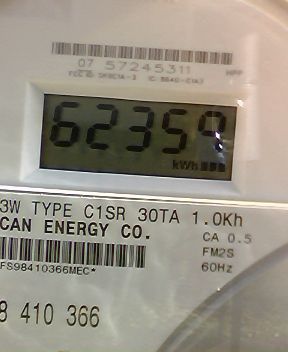 07 57245311
62359
kWh
3W TYPE C1SR 30TA 1.0Kh
CAN ENERGY CO.
CA 0.5
FM2S
60Hz
FS98410366MEC*
8 410 366